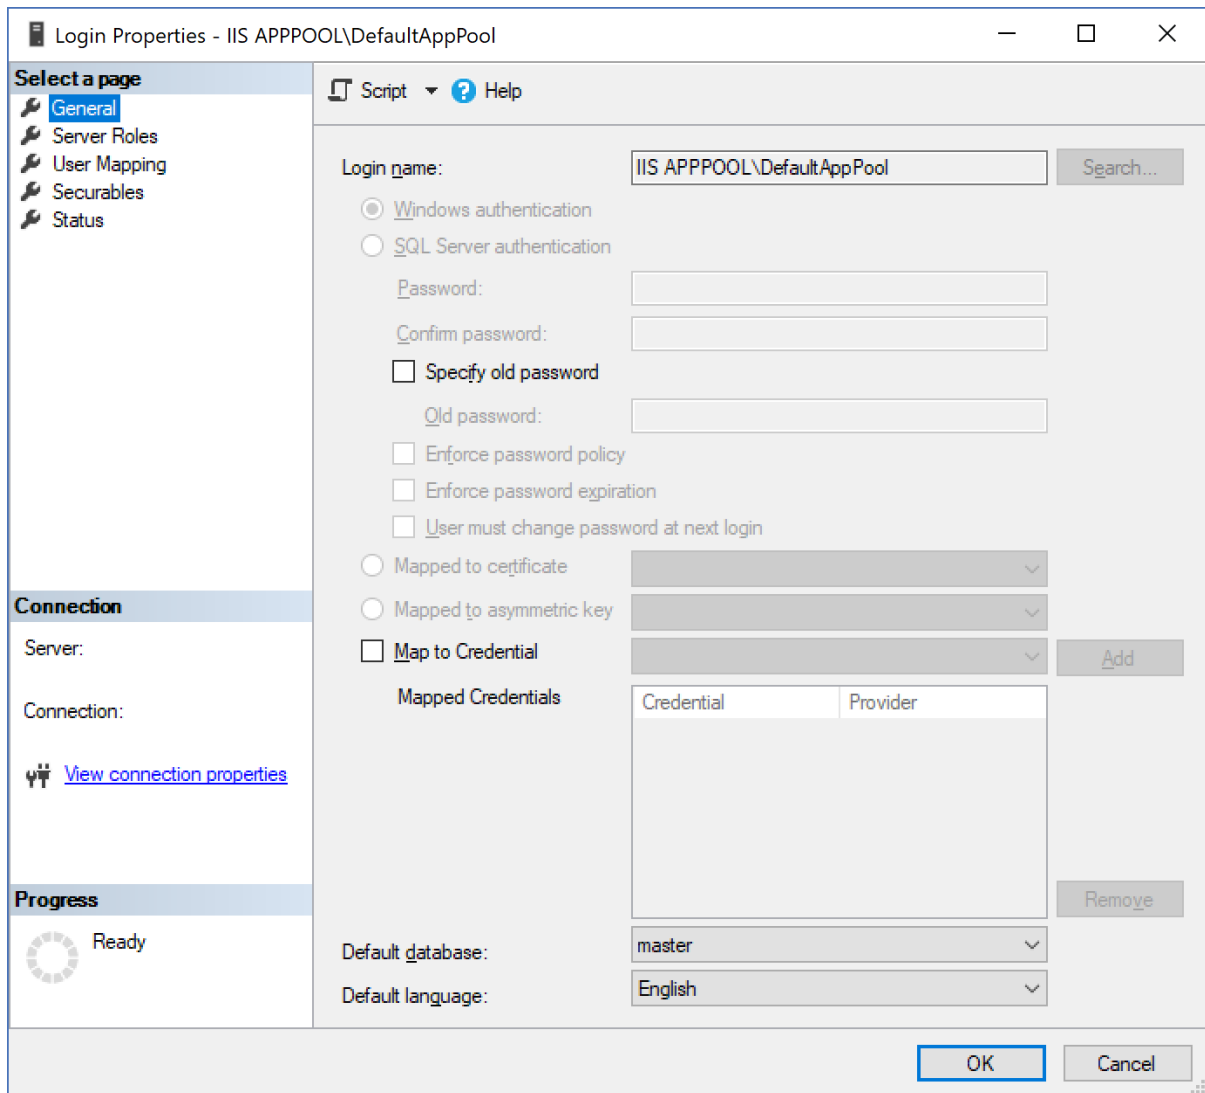 Login Properties - IIS APPPOOL\DefaultAppPool
Select a page
General
Server Roles
User Mapping
Securables
Status
Connection
Server:
Connection:
View connection properties
Progress
Ready
Script Help
Login name: IIS APPPOOL\DefaultAppPool Search...
Windows authentication
SQL Server authentication
Password:
Confirm password:
Specify old password
Old password:
Enforce password policy
Enforce password expiration
User must change password at next login
Mapped to certificate
Mapped to asymmetric key
Map to Credential Add
Mapped Credentials Credential Provider
Remove
Default database: master
Default language: English
OK Cancel